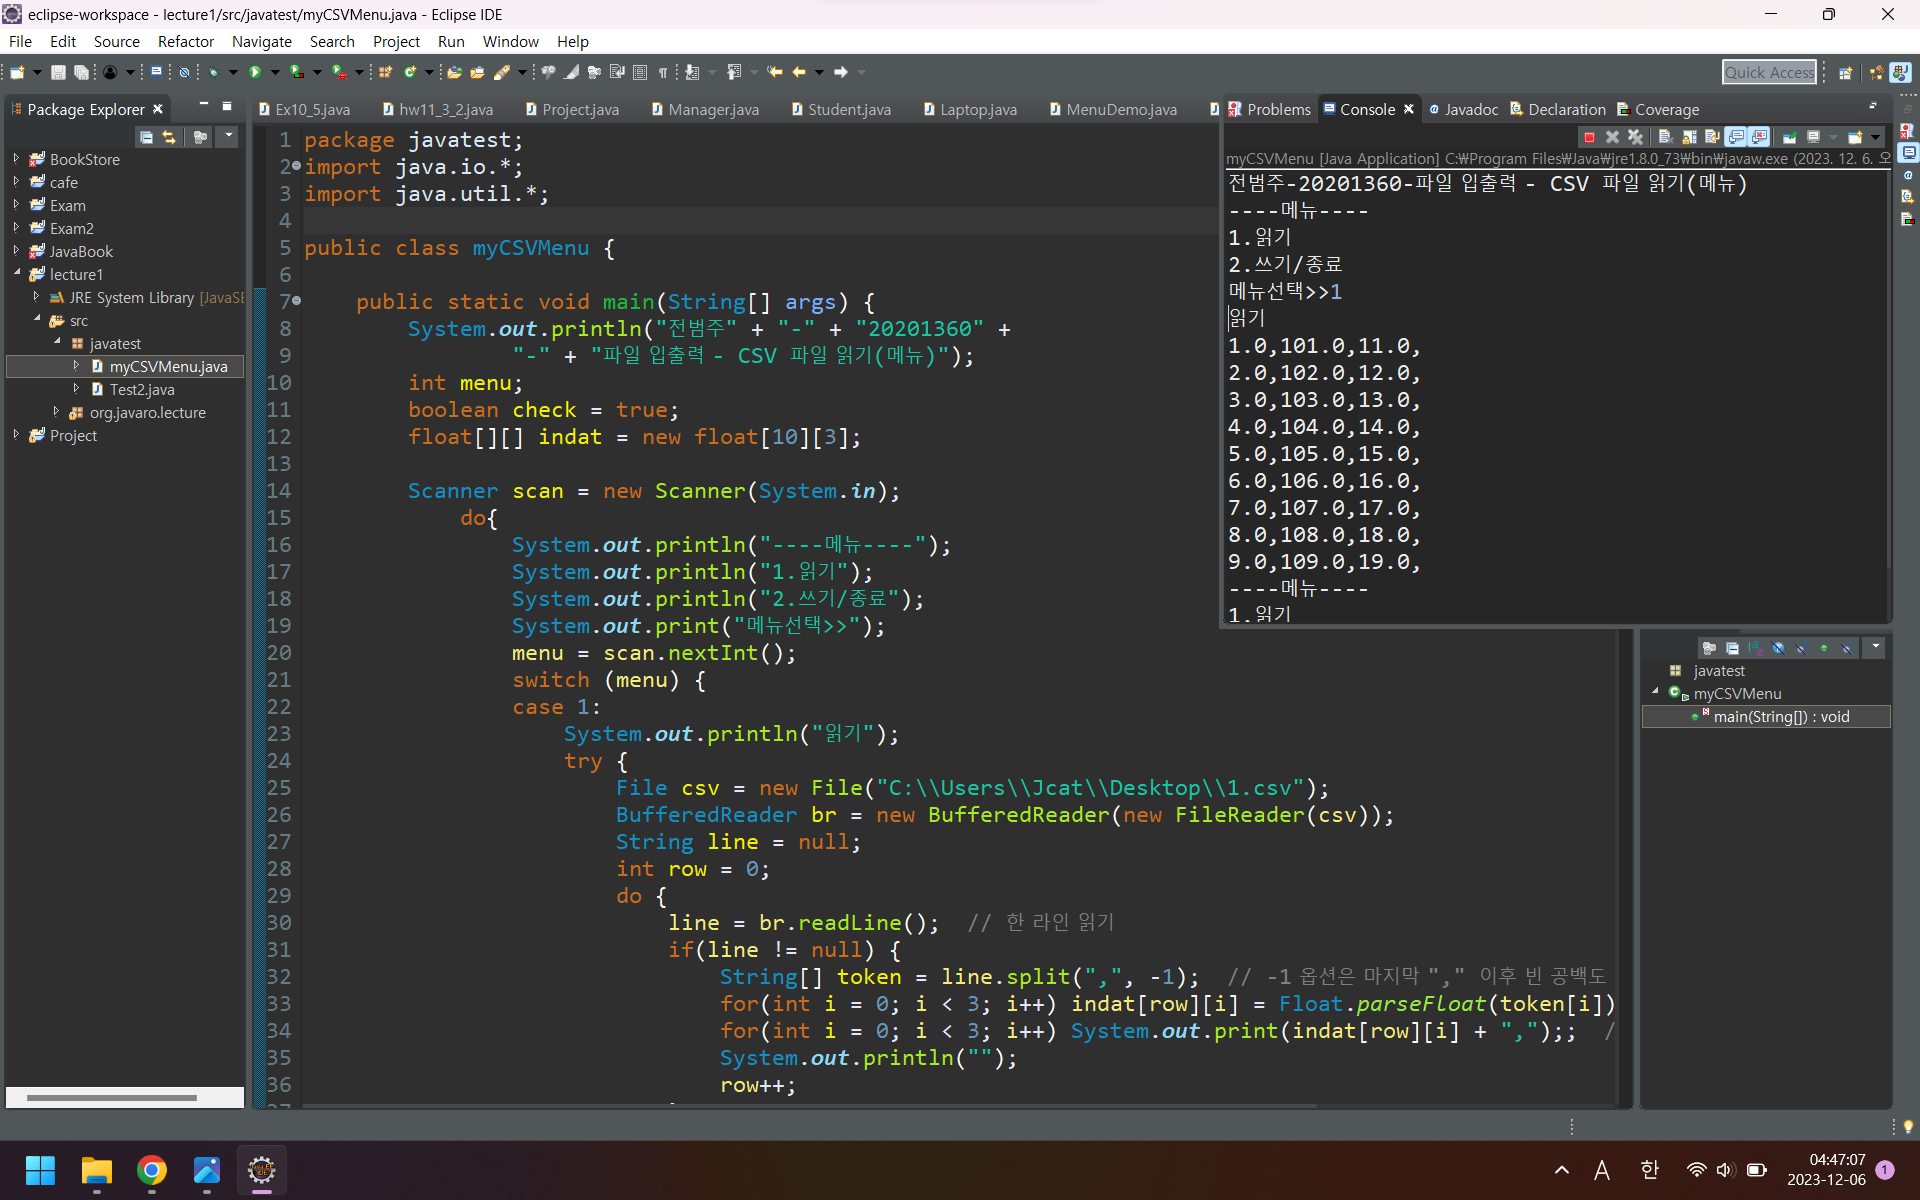 eclipse-workspace - lecture1/src/javatest/myCSVMenu.java - Eclipse IDE
File Edit Source Refactor Navigate Search Project Run Window Help
Quick Access
Package Explorer
BookStore
cafe
Exam
Exam2
JavaBook
lecture1
JRE System Library [JavaSE
src
javatest
myCSVMenu.java
Test2.java
org.javaro.lecture
Project
Ex10_5.java hw11_3_2.java Project.java Manager.java Student.java Laptop.java MenuDemo.java
1 package javatest;
2 import java.io.*;
3 import java.util.*;
4
5 public class myCSVMenu {
6
7 public static void main(String[] args) {
8 System.out.println("전범주" + "-" + "20201360" +
9 "-" + "파일 입출력 - CSV 파일 읽기(메뉴)");
10 int menu;
11 boolean check = true;
12 float[][] indat = new float[10][3];
13
14 Scanner scan = new Scanner(System.in);
15 do{
16 System.out.println("----메뉴----");
17 System.out.println("1.읽기");
18 System.out.println("2.쓰기/종료");
19 System.out.print("메뉴선택>>");
20 menu = scan.nextInt();
21 switch (menu) {
22 case 1:
23 System.out.println("읽기");
24 try {
25 File csv = new File("C:\\Users\\Jcat\\Desktop\\1.csv");
26 BufferedReader br = new BufferedReader(new FileReader(csv));
27 String line = null;
28 int row = 0;
29 do {
30 line = br.readLine(); // 한 라인 읽기
31 if(line != null) {
32 String[] token = line.split(",", -1); // -1 옵션은 마지막 "," 이후 빈 공백도
33 for(int i = 0; i < 3; i++) indat[row][i] = Float.parseFloat(token[i])
34 for(int i = 0; i < 3; i++) System.out.print(indat[row][i] + ",");; /
35 System.out.println("");
36 row++;
Problems Console Javadoc Declaration Coverage
myCSVMenu [Java Application] C:₩Program Files₩Java₩jre1.8.0_73₩bin₩javaw.exe (2023. 12. 6. 오
전범주-20201360-파일 입출력 - CSV 파일 읽기(메뉴)
----메뉴----
1.읽기
2.쓰기/종료
메뉴선택>>1
읽기
1.0,101.0,11.0,
2.0,102.0,12.0,
3.0,103.0,13.0,
4.0,104.0,14.0,
5.0,105.0,15.0,
6.0,106.0,16.0,
7.0,107.0,17.0,
8.0,108.0,18.0,
9.0,109.0,19.0,
----메뉴----
1.읽기
javatest
myCSVMenu
main(String[]) : void
A 한
04:47:07
2023-12-06
1